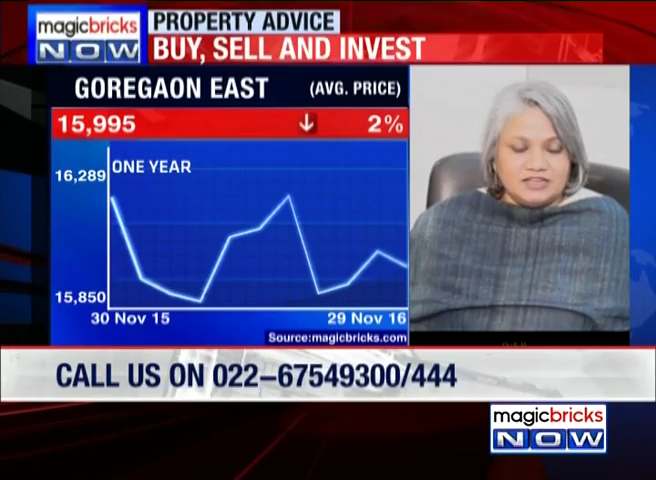 magicbricks
NOW
PROPERTY ADVICE
BUY, SELL AND INVEST
GOREGAON EAST (AVG. PRICE)
15,995 ↓ 2%
ONE YEAR
16,289
15,850
30 Nov 15 29 Nov 16
Source:magicbricks.com
CALL US ON 022–67549300/444
magicbricks
NOW